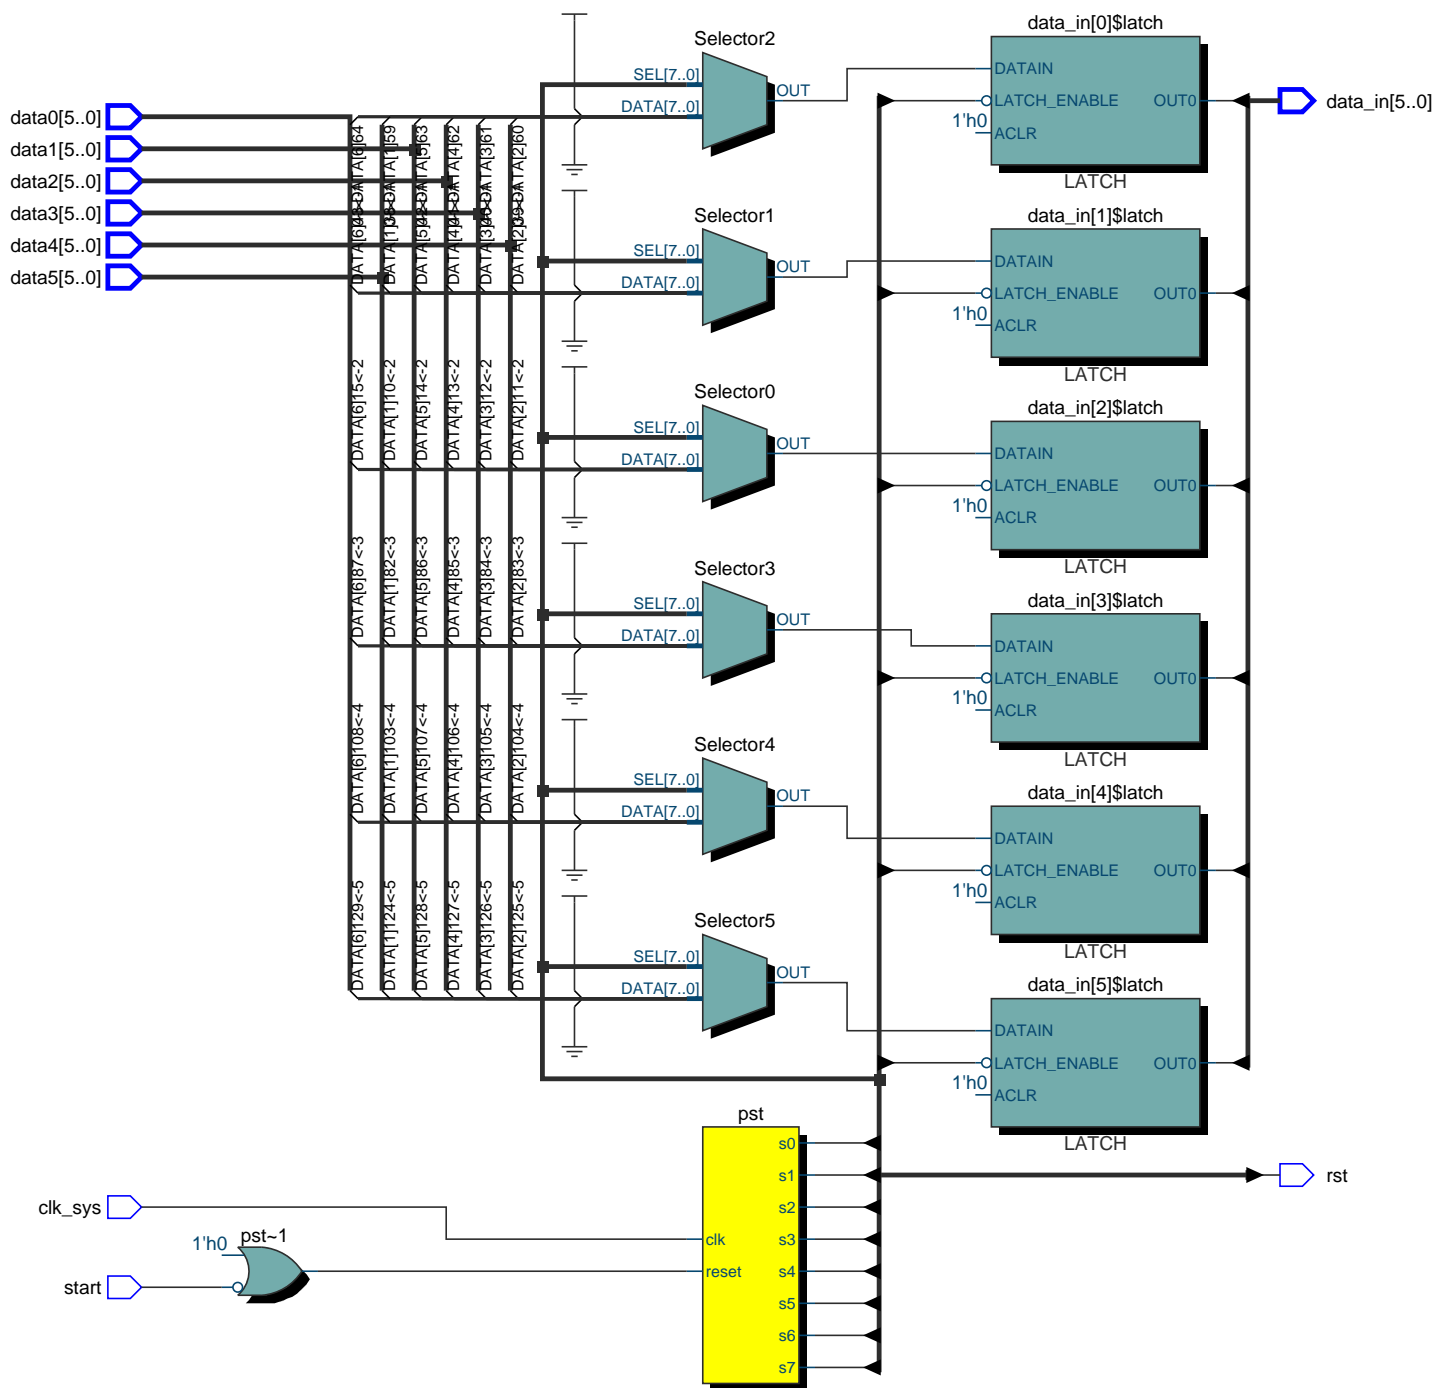 data0[5..0]
data1[5..0]
data2[5..0]
data3[5..0]
data4[5..0]
data5[5..0]
Selector2
SEL[7..0]
DATA[7..0]
OUT
Selector1
SEL[7..0]
DATA[7..0]
OUT
DATA[6]15<-2
DATA[1]10<-2
DATA[5]14<-2
DATA[4]13<-2
DATA[3]12<-2
DATA[2]11<-2
Selector0
SEL[7..0]
DATA[7..0]
OUT
DATA[6]87<-3
DATA[1]82<-3
DATA[5]86<-3
DATA[4]85<-3
DATA[3]84<-3
DATA[2]83<-3
Selector3
SEL[7..0]
DATA[7..0]
OUT
DATA[6]108<-4
DATA[1]103<-4
DATA[5]107<-4
DATA[4]106<-4
DATA[3]105<-4
DATA[2]104<-4
Selector4
SEL[7..0]
DATA[7..0]
OUT
DATA[6]129<-5
DATA[1]124<-5
DATA[5]128<-5
DATA[4]127<-5
DATA[3]126<-5
DATA[2]125<-5
Selector5
SEL[7..0]
DATA[7..0]
OUT
data_in[0]$latch
DATAIN
LATCH_ENABLE OUT0
1'h0
ACLR
LATCH
data_in[5..0]
data_in[1]$latch
DATAIN
LATCH_ENABLE OUT0
1'h0
ACLR
LATCH
data_in[2]$latch
DATAIN
LATCH_ENABLE OUT0
1'h0
ACLR
LATCH
data_in[3]$latch
DATAIN
LATCH_ENABLE OUT0
1'h0
ACLR
LATCH
data_in[4]$latch
DATAIN
LATCH_ENABLE OUT0
1'h0
ACLR
LATCH
data_in[5]$latch
DATAIN
LATCH_ENABLE OUT0
1'h0
ACLR
LATCH
clk_sys
start
1'h0
pst~1
pst
clk
reset
s0
s1
s2
s3
s4
s5
s6
s7
rst